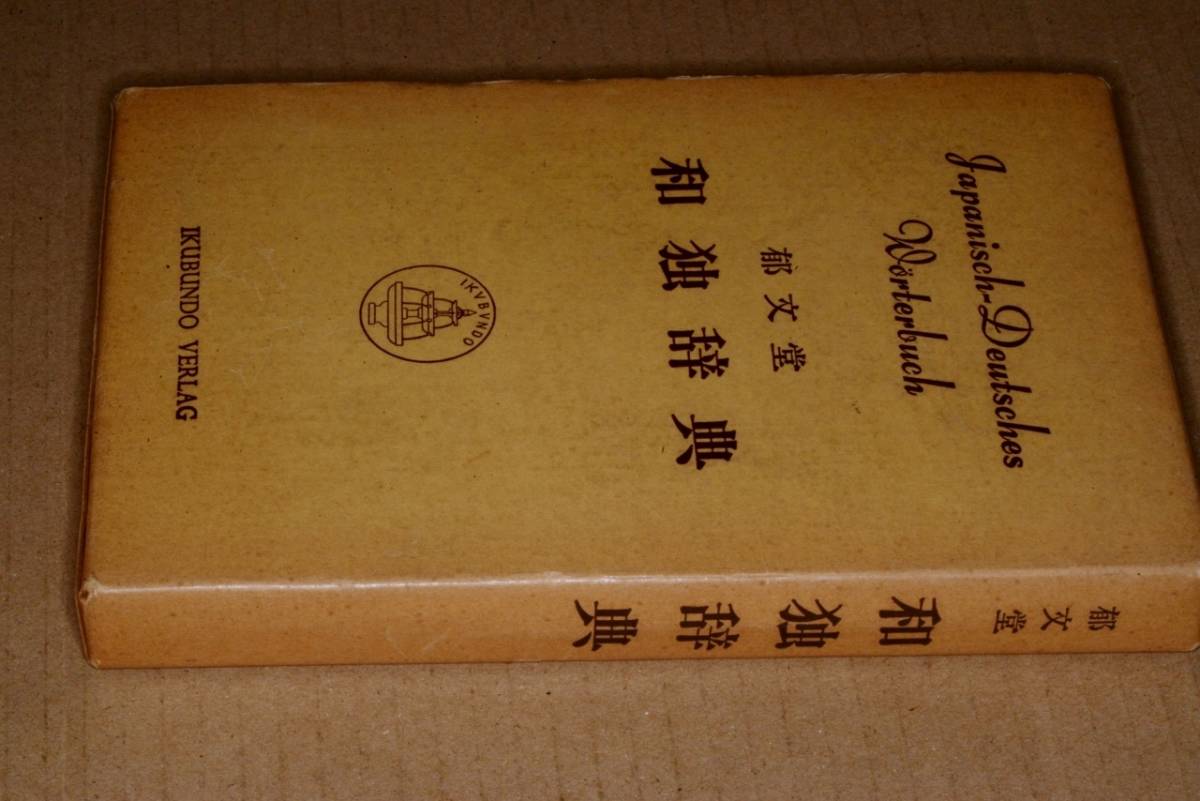 Japanisch-Deutsches
Wörterbuch
郁文堂
和独辞典
IKVBVNDO
IKUBUNDO VERLAG
郁文堂
和独辞典